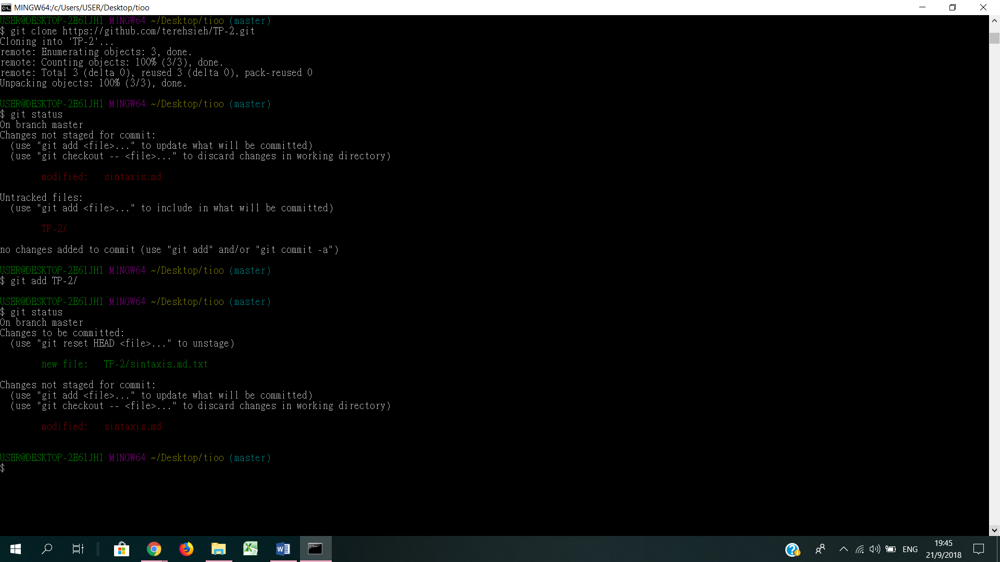 MINGW64:/c/Users/USER/Desktop/tioo
USER@DESKTOP-2E61JH1 MINGW64 ~/Desktop/tioo (master)
$ git clone https://github.com/terehsieh/TP-2.git
Cloning into 'TP-2'...
remote: Enumerating objects: 3, done.
remote: Counting objects: 100% (3/3), done.
remote: Total 3 (delta 0), reused 3 (delta 0), pack-reused 0
Unpacking objects: 100% (3/3), done.
USER@DESKTOP-2E61JH1 MINGW64 ~/Desktop/tioo (master)
$ git status
On branch master
Changes not staged for commit:
  (use "git add <file>..." to update what will be committed)
  (use "git checkout -- <file>..." to discard changes in working directory)
        modified:   sintaxis.md
Untracked files:
  (use "git add <file>..." to include in what will be committed)
        TP-2/
no changes added to commit (use "git add" and/or "git commit -a")
USER@DESKTOP-2E61JH1 MINGW64 ~/Desktop/tioo (master)
$ git add TP-2/
USER@DESKTOP-2E61JH1 MINGW64 ~/Desktop/tioo (master)
$ git status
On branch master
Changes to be committed:
  (use "git reset HEAD <file>..." to unstage)
        new file:   TP-2/sintaxis.md.txt
Changes not staged for commit:
  (use "git add <file>..." to update what will be committed)
  (use "git checkout -- <file>..." to discard changes in working directory)
        modified:   sintaxis.md
USER@DESKTOP-2E61JH1 MINGW64 ~/Desktop/tioo (master)
$
ENG
19:45
21/9/2018